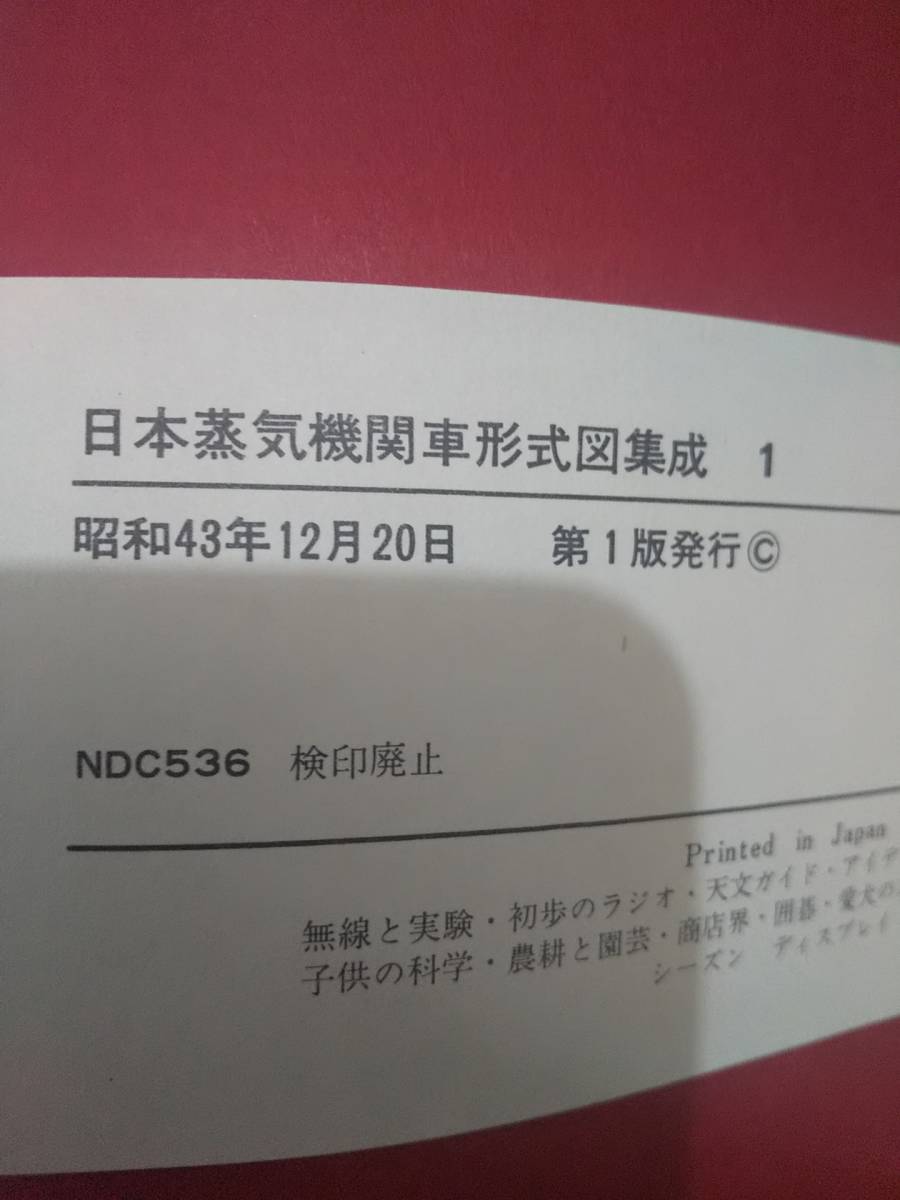 日本蒸気機関車形式図集成 1
昭和43年12月20日 第1版発行©
NDC536 検印廃止
Printed in Japan
無線と実験・初歩のラジオ・天文ガイド・アイデ
子供の科学・農耕と園芸・商店界・囲碁・愛犬の
シーズン ディスプレイ